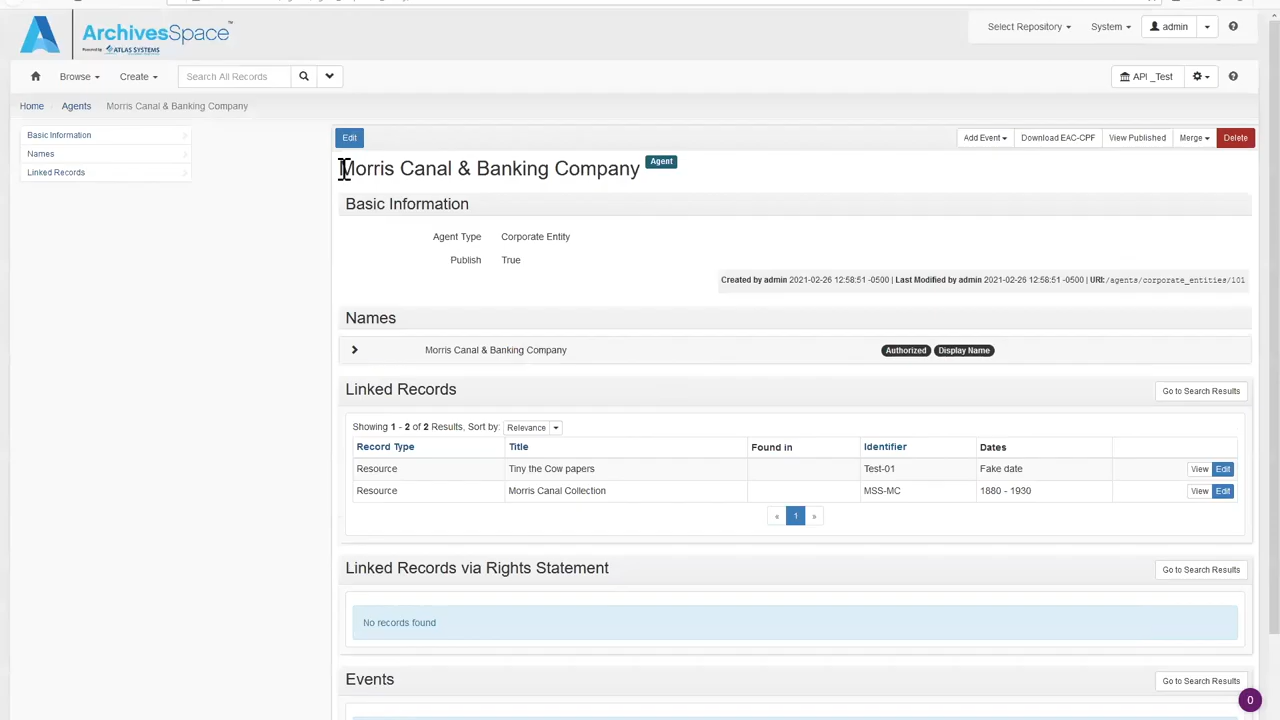 ArchivesSpace™
Powered by ATLAS SYSTEMS
Select Repository System admin
Browse Create Search All Records API _Test
Home Agents Morris Canal & Banking Company
Basic Information
Names
Linked Records
Edit Add Event Download EAC-CPF View Published Merge Delete
Morris Canal & Banking Company Agent
Basic Information
Agent Type Corporate Entity
Publish True
Created by admin 2021-02-26 12:58:51 -0500 | Last Modified by admin 2021-02-26 12:58:51 -0500 | URI: /agents/corporate_entities/101
Names
Morris Canal & Banking Company Authorized Display Name
Linked Records Go to Search Results
Showing 1 - 2 of 2 Results, Sort by: Relevance
Record Type Title Found in Identifier Dates
Resource Tiny the Cow papers Test-01 Fake date View Edit
Resource Morris Canal Collection MSS-MC 1880 - 1930 View Edit
« 1 »
Linked Records via Rights Statement Go to Search Results
No records found
Events Go to Search Results
0